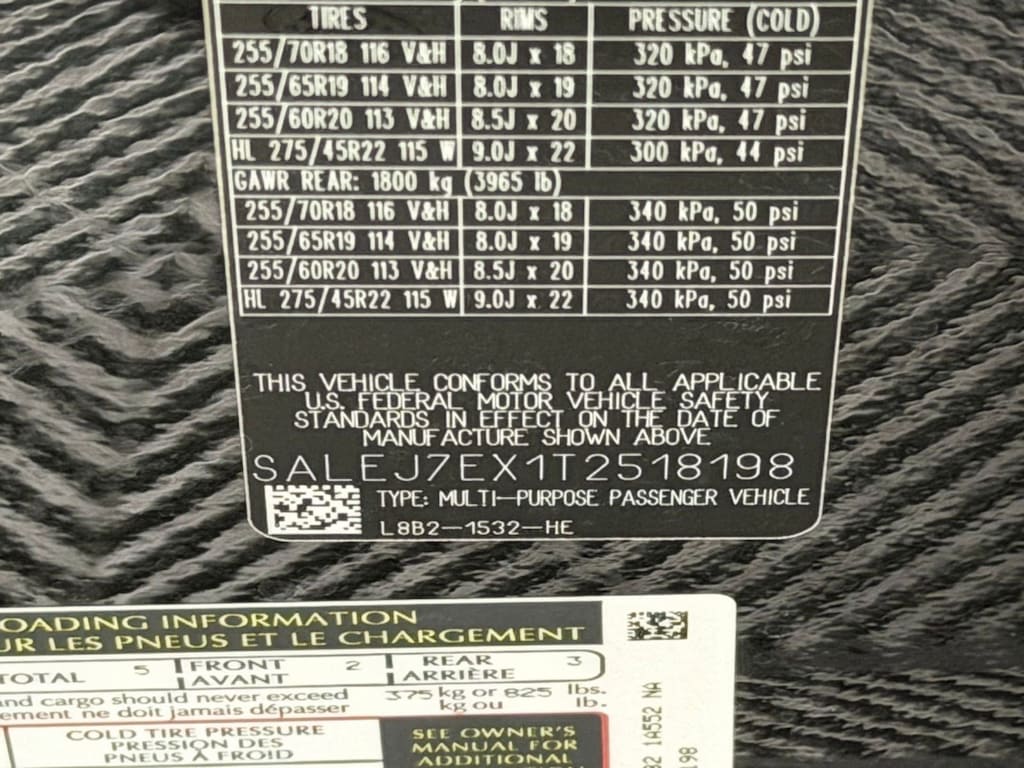 TIRES RIMS PRESSURE (COLD)
255/70R18 116 V&H 8.0J x 18 320 kPa, 47 psi
255/65R19 114 V&H 8.0J x 19 320 kPa, 47 psi
255/60R20 113 V&H 8.5J x 20 320 kPa, 47 psi
HL 275/45R22 115 W 9.0J x 22 300 kPa, 44 psi
GAWR REAR: 1800 kg (3965 lb)
255/70R18 116 V&H 8.0J x 18 340 kPa, 50 psi
255/65R19 114 V&H 8.0J x 19 340 kPa, 50 psi
255/60R20 113 V&H 8.5J x 20 340 kPa, 50 psi
HL 275/45R22 115 W 9.0J x 22 340 kPa, 50 psi
THIS VEHICLE CONFORMS TO ALL APPLICABLE
U.S. FEDERAL MOTOR VEHICLE SAFETY
STANDARDS IN EFFECT ON THE DATE OF
MANUFACTURE SHOWN ABOVE
SALEJ7EX1T2518198
TYPE: MULTI-PURPOSE PASSENGER VEHICLE
L8B2-1532-HE
OADING INFORMATION
UR LES PNEUS ET LE CHARGEMENT
TOTAL 5 FRONT 2 REAR 3
AVANT ARRIÈRE
and cargo should never exceed 375 kg or 825 lbs.
ement ne doit jamais dépasser kg ou lb.
COLD TIRE PRESSURE
PRESSION DES
PNEUS À FROID
SEE OWNER'S
MANUAL FOR
ADDITIONAL
82 1A552 NA
198